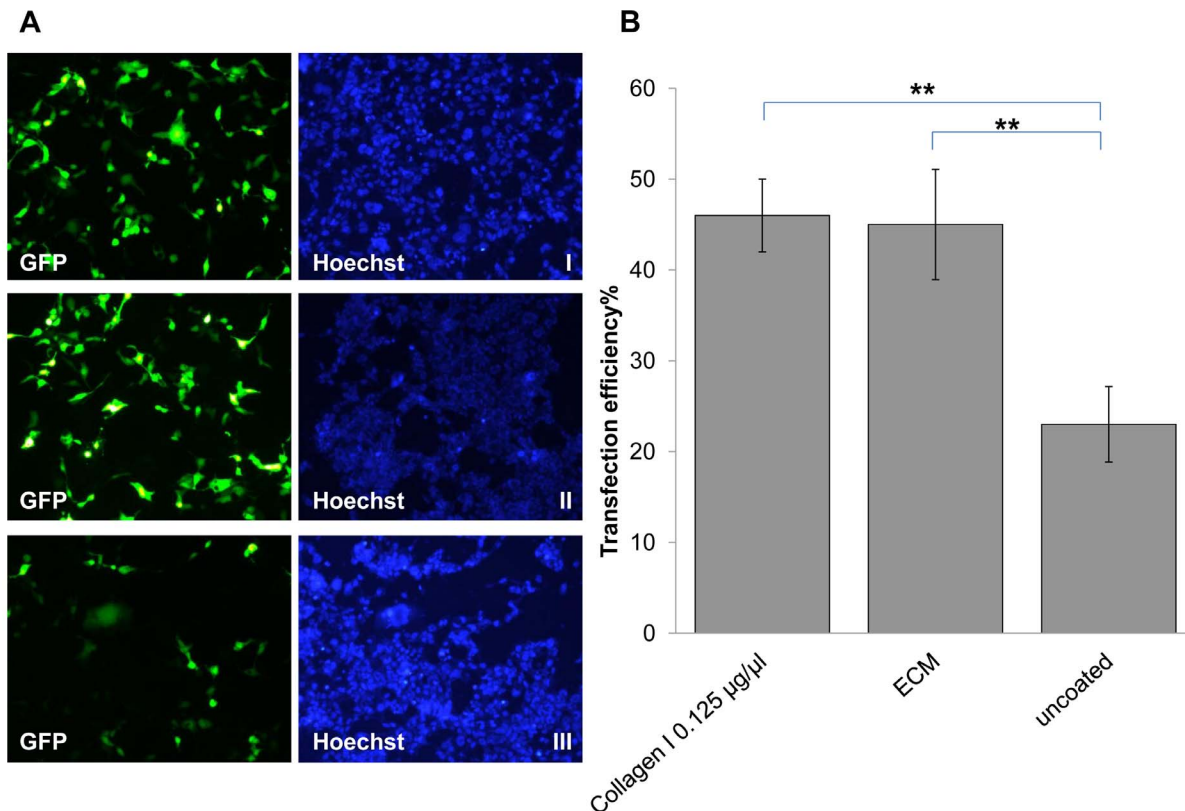 A
GFP
Hoechst
I
GFP
Hoechst
II
GFP
Hoechst
III
B
Transfection efficiency%
60
50
40
30
20
10
0
**
**
Collagen I 0.125 µg/µl
ECM
uncoated